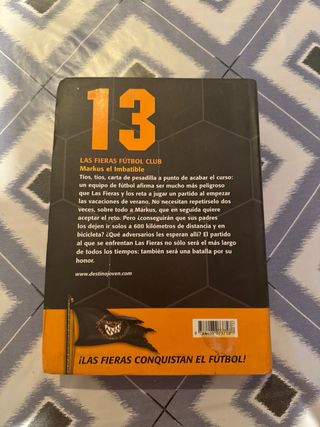 13
LAS FIERAS FÚTBOL CLUB
Markus el Imbatible
Tíos, tíos, carta de pesadilla a punto de acabar el curso:
un equipo de fútbol afirma ser mucho más peligroso
que Las Fieras y los reta a jugar un partido al empezar
las vacaciones de verano. No necesitan repetírselo dos
veces, sobre todo a Markus, que en seguida quiere
aceptar el reto. Pero ¿conseguirán que sus padres
los dejen ir solos a 600 kilómetros de distancia y en
bicicleta? ¿Qué adversarios les esperan allí? El partido
al que se enfrentan Las Fieras no sólo será el más largo
de todos los tiempos: también será una batalla por su
honor.
www.destinojoven.com
¡LAS FIERAS CONQUISTAN EL FÚTBOL!